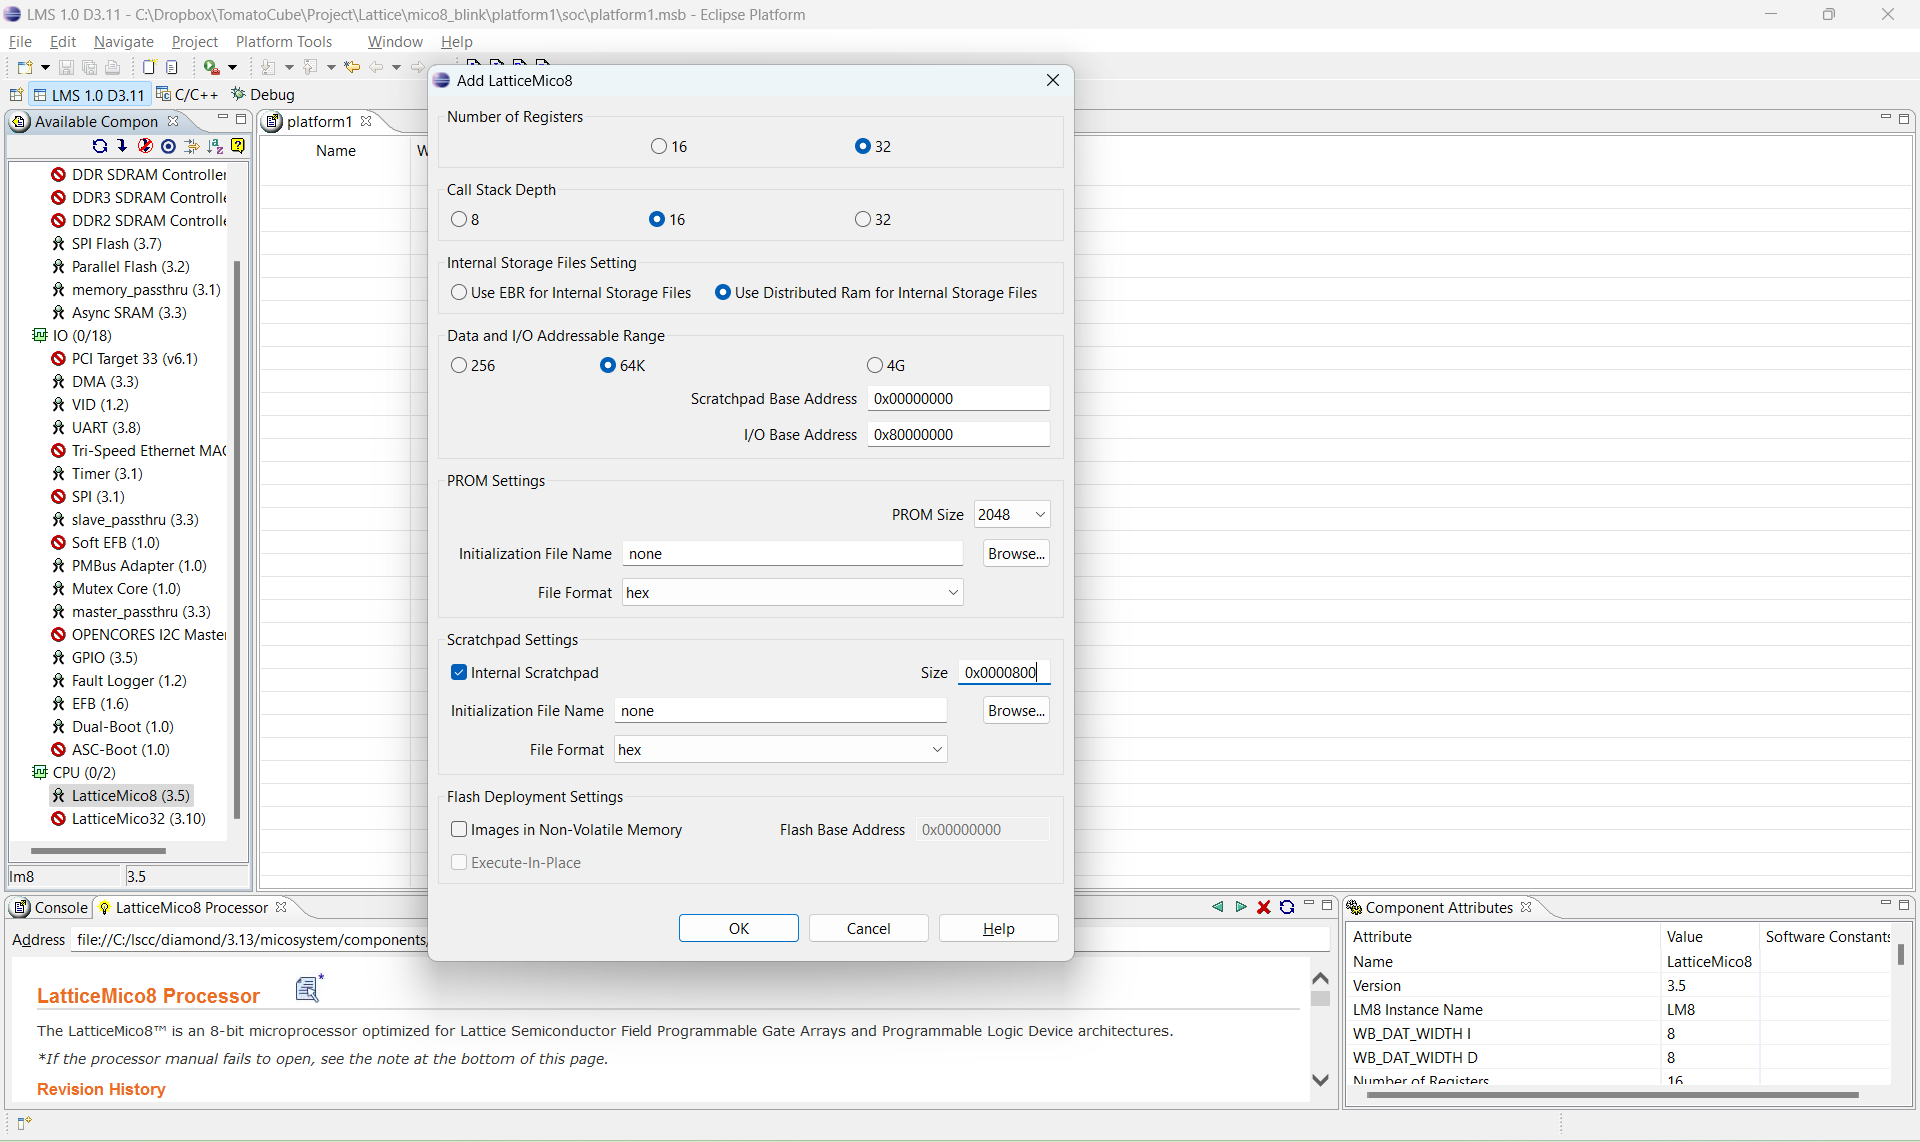 LMS 1.0 D3.11 - C:\Dropbox\TomatoCube\Project\Lattice\mico8_blink\platform1\soc\platform1.msb - Eclipse Platform
File Edit Navigate Project Platform Tools Window Help
LMS 1.0 D3.11 C/C++ Debug
Available Compon
platform1
Name W
DDR SDRAM Controller
DDR3 SDRAM Controlle
DDR2 SDRAM Controlle
SPI Flash (3.7)
Parallel Flash (3.2)
memory_passthru (3.1)
Async SRAM (3.3)
IO (0/18)
PCI Target 33 (v6.1)
DMA (3.3)
VID (1.2)
UART (3.8)
Tri-Speed Ethernet MAC
Timer (3.1)
SPI (3.1)
slave_passthru (3.3)
Soft EFB (1.0)
PMBus Adapter (1.0)
Mutex Core (1.0)
master_passthru (3.3)
OPENCORES I2C Master
GPIO (3.5)
Fault Logger (1.2)
EFB (1.6)
Dual-Boot (1.0)
ASC-Boot (1.0)
CPU (0/2)
LatticeMico8 (3.5)
LatticeMico32 (3.10)
lm8 3.5
Add LatticeMico8
Number of Registers
16 32
Call Stack Depth
8 16 32
Internal Storage Files Setting
Use EBR for Internal Storage Files Use Distributed Ram for Internal Storage Files
Data and I/O Addressable Range
256 64K 4G
Scratchpad Base Address 0x00000000
I/O Base Address 0x80000000
PROM Settings
PROM Size 2048
Initialization File Name none Browse...
File Format hex
Scratchpad Settings
Internal Scratchpad Size 0x0000800
Initialization File Name none Browse...
File Format hex
Flash Deployment Settings
Images in Non-Volatile Memory Flash Base Address 0x00000000
Execute-In-Place
OK Cancel Help
Console LatticeMico8 Processor
Address file://C:/lscc/diamond/3.13/micosystem/components/
LatticeMico8 Processor *
The LatticeMico8™ is an 8-bit microprocessor optimized for Lattice Semiconductor Field Programmable Gate Arrays and Programmable Logic Device architectures.
*If the processor manual fails to open, see the note at the bottom of this page.
Revision History
Component Attributes
Attribute Value Software Constants
Name LatticeMico8
Version 3.5
LM8 Instance Name LM8
WB_DAT_WIDTH I 8
WB_DAT_WIDTH D 8
Number of Registers 16